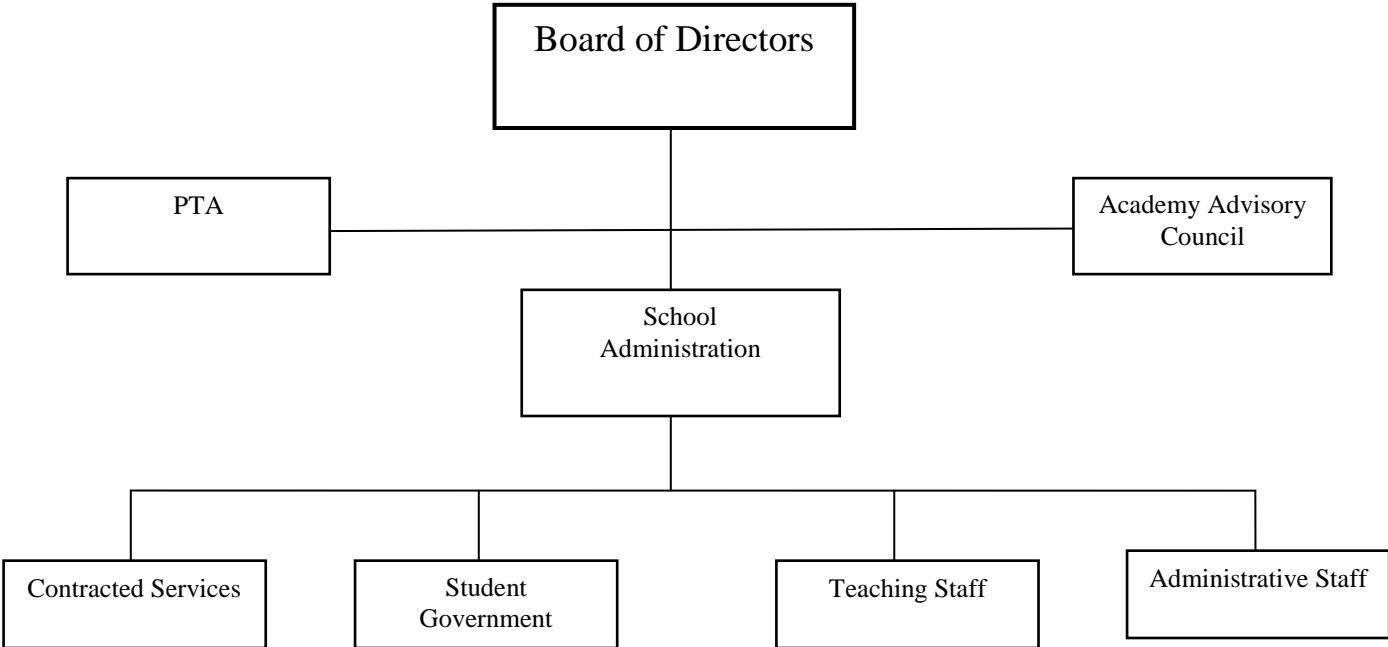 Board of Directors
PTA
Academy Advisory
Council
School
Administration
Contracted Services
Student
Government
Teaching Staff
Administrative Staff